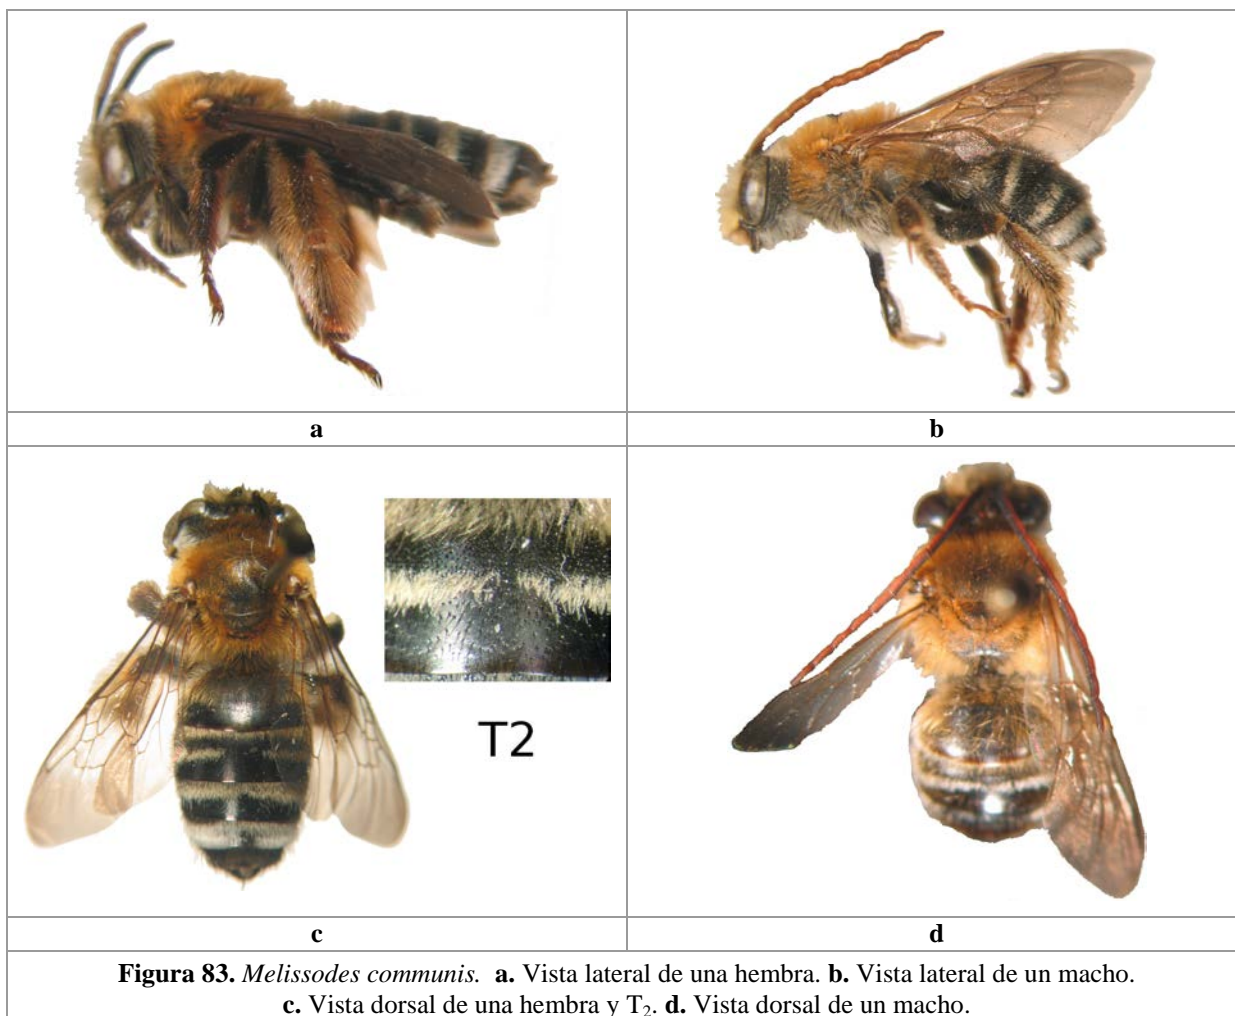 a
b
T2
c
d
Figura 83. Melissodes communis. a. Vista lateral de una hembra. b. Vista lateral de un macho.
c. Vista dorsal de una hembra y T₂. d. Vista dorsal de un macho.